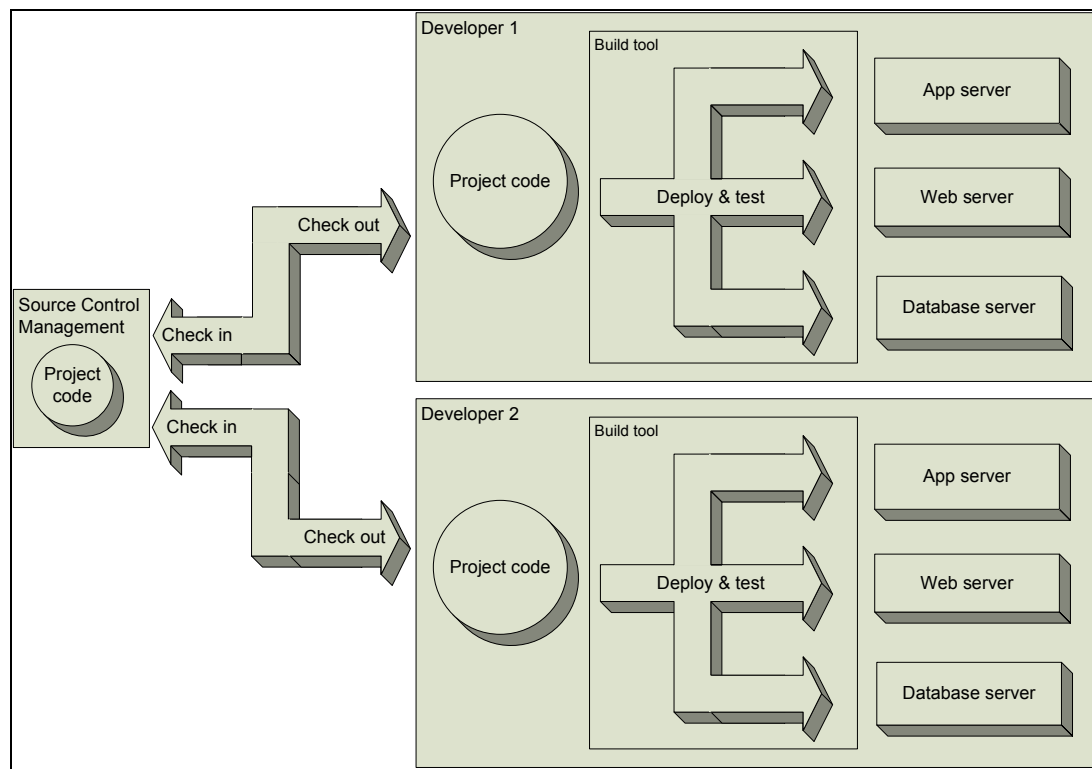 Developer 1
Build tool
App server
Project code
Deploy & test
Web server
Check out
Database server
Source Control
Management
Check in
Project
code
Check in
Developer 2
Build tool
App server
Check out
Project code
Deploy & test
Web server
Database server